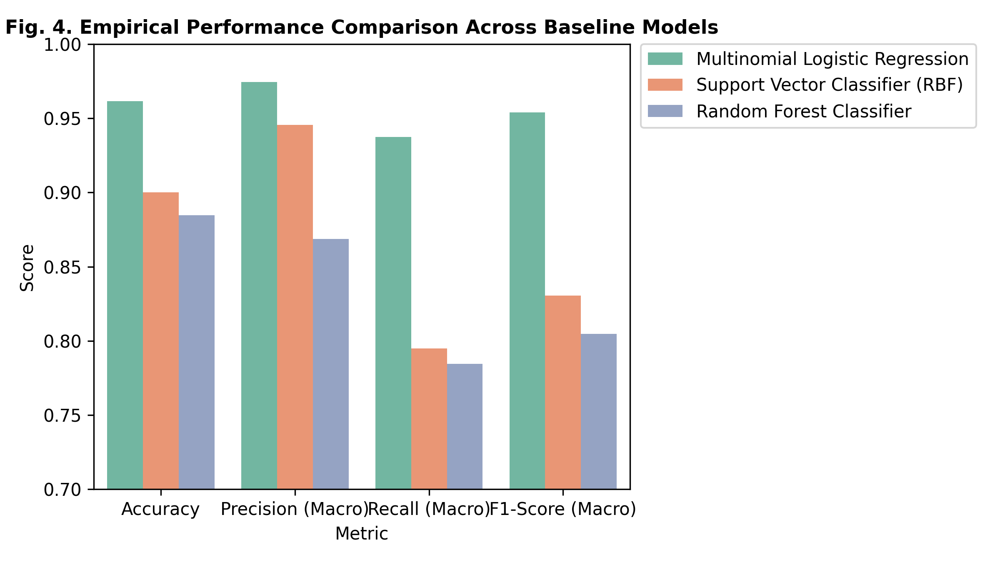 Fig. 4. Empirical Performance Comparison Across Baseline Models
1.00
0.95
0.90
0.85
0.80
0.75
0.70
Score
Accuracy
Precision (Macro)
Recall (Macro)
F1-Score (Macro)
Metric
Multinomial Logistic Regression
Support Vector Classifier (RBF)
Random Forest Classifier